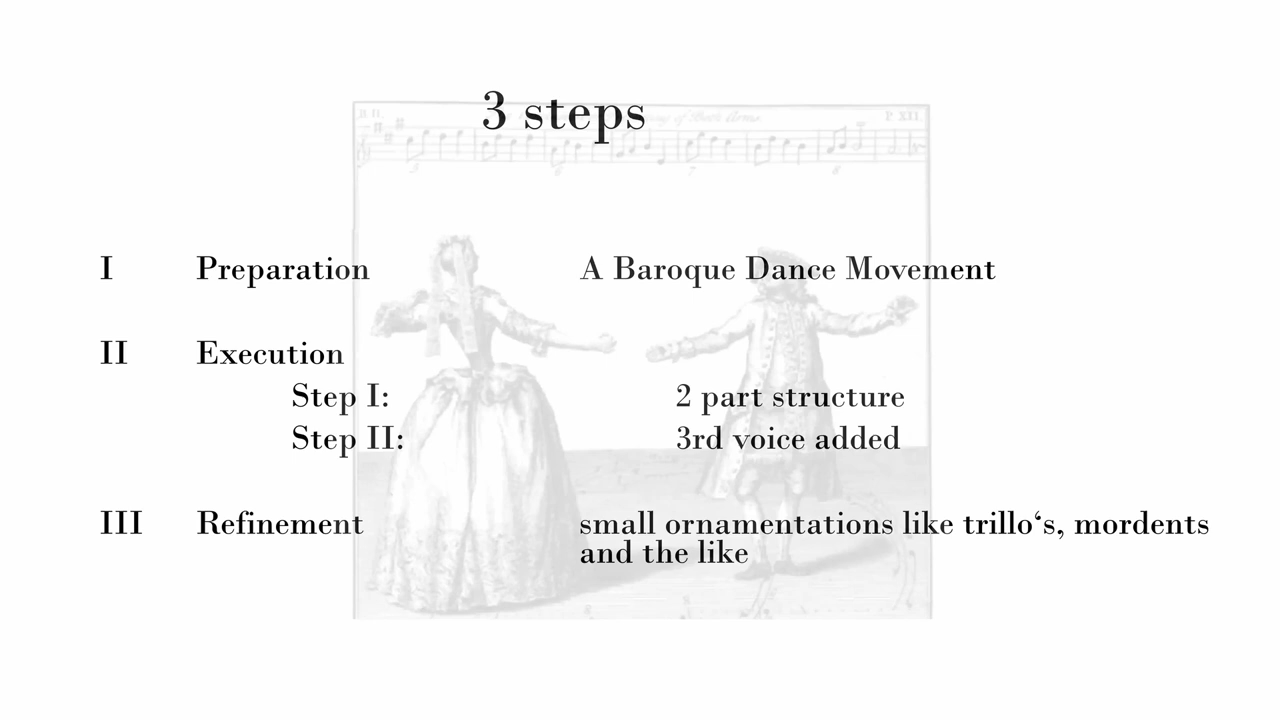 3 steps
P. XII.
I Preparation A Baroque Dance Movement
II Execution
Step I: 2 part structure
Step II: 3rd voice added
III Refinement small ornamentations like trillo‘s, mordents
and the like